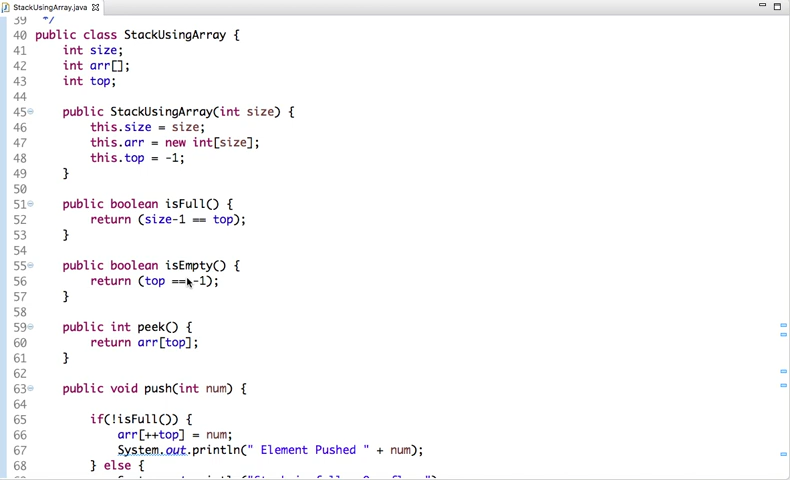 StackUsingArray.java
39 */
40 public class StackUsingArray {
41 int size;
42 int arr[];
43 int top;
44
45 public StackUsingArray(int size) {
46 this.size = size;
47 this.arr = new int[size];
48 this.top = -1;
49 }
50
51 public boolean isFull() {
52 return (size-1 == top);
53 }
54
55 public boolean isEmpty() {
56 return (top == -1);
57 }
58
59 public int peek() {
60 return arr[top];
61 }
62
63 public void push(int num) {
64
65 if(!isFull()) {
66 arr[++top] = num;
67 System.out.println(" Element Pushed " + num);
68 } else {